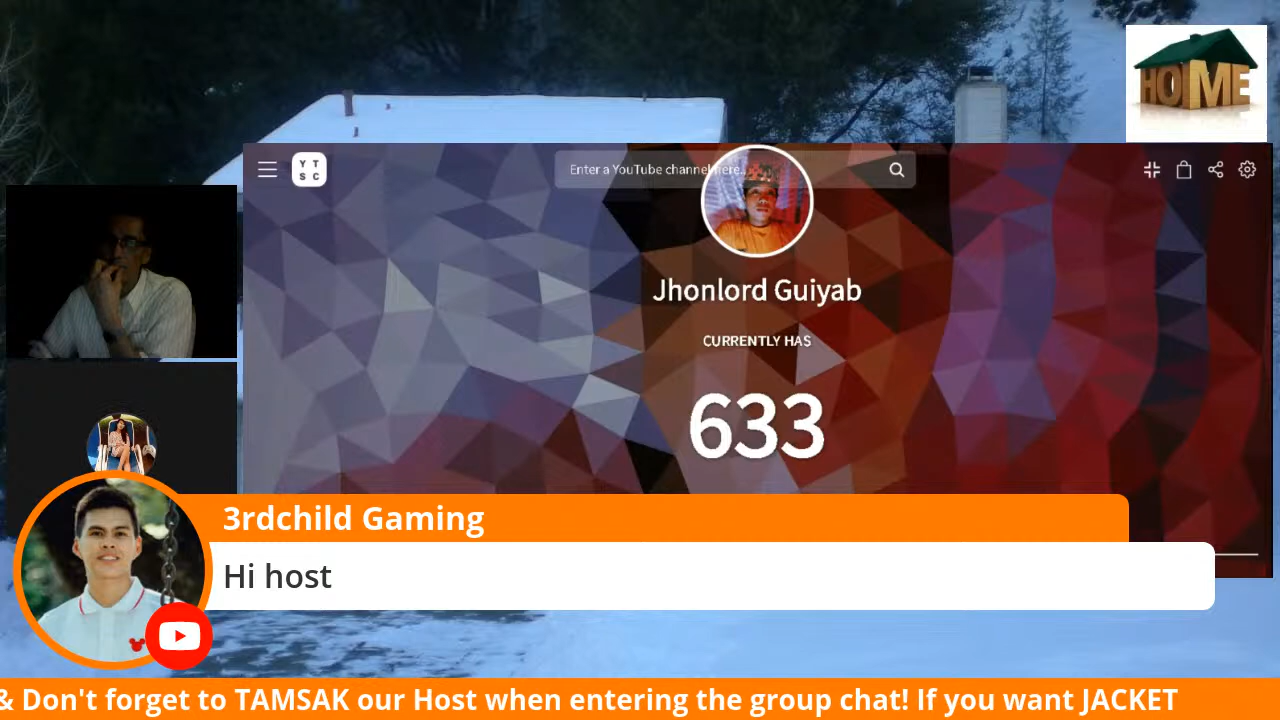 HOME
Y T
S C
Enter a YouTube channel here...
Jhonlord Guiyab
CURRENTLY HAS
633
3rdchild Gaming
Hi host
& Don't forget to TAMSAK our Host when entering the group chat! If you want JACKET